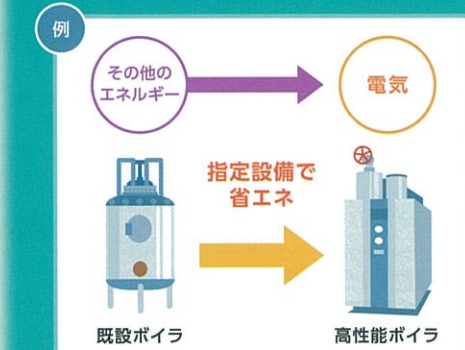 例
その他の
エネルギー
電気
指定設備で
省エネ
既設ボイラ
高性能ボイラ